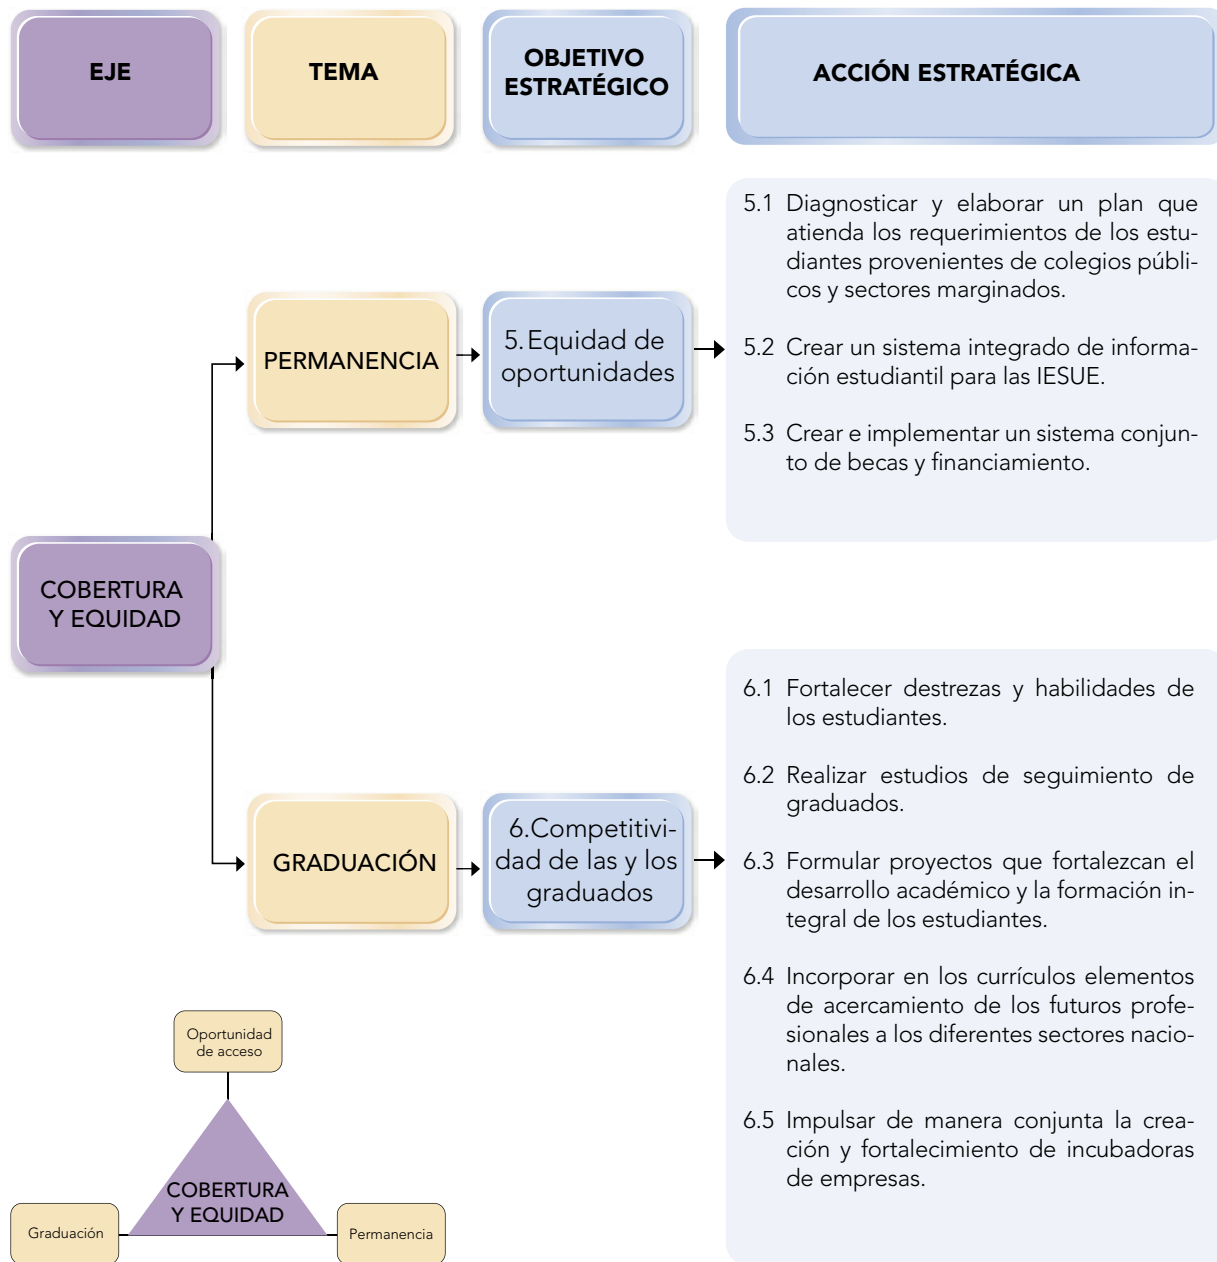 EJE
TEMA
OBJETIVO
ESTRATÉGICO
ACCIÓN ESTRATÉGICA
COBERTURA
Y EQUIDAD
PERMANENCIA
5. Equidad de
oportunidades
5.1 Diagnosticar y elaborar un plan que
atienda los requerimientos de los estu-
diantes provenientes de colegios públi-
cos y sectores marginados.
5.2 Crear un sistema integrado de informa-
ción estudiantil para las IESUE.
5.3 Crear e implementar un sistema conjun-
to de becas y financiamiento.
GRADUACIÓN
6.Competitivi-
dad de las y los
graduados
6.1 Fortalecer destrezas y habilidades de
los estudiantes.
6.2 Realizar estudios de seguimiento de
graduados.
6.3 Formular proyectos que fortalezcan el
desarrollo académico y la formación in-
tegral de los estudiantes.
6.4 Incorporar en los currículos elementos
de acercamiento de los futuros profe-
sionales a los diferentes sectores nacio-
nales.
6.5 Impulsar de manera conjunta la crea-
ción y fortalecimiento de incubadoras
de empresas.
Oportunidad
de acceso
COBERTURA
Y EQUIDAD
Graduación
Permanencia